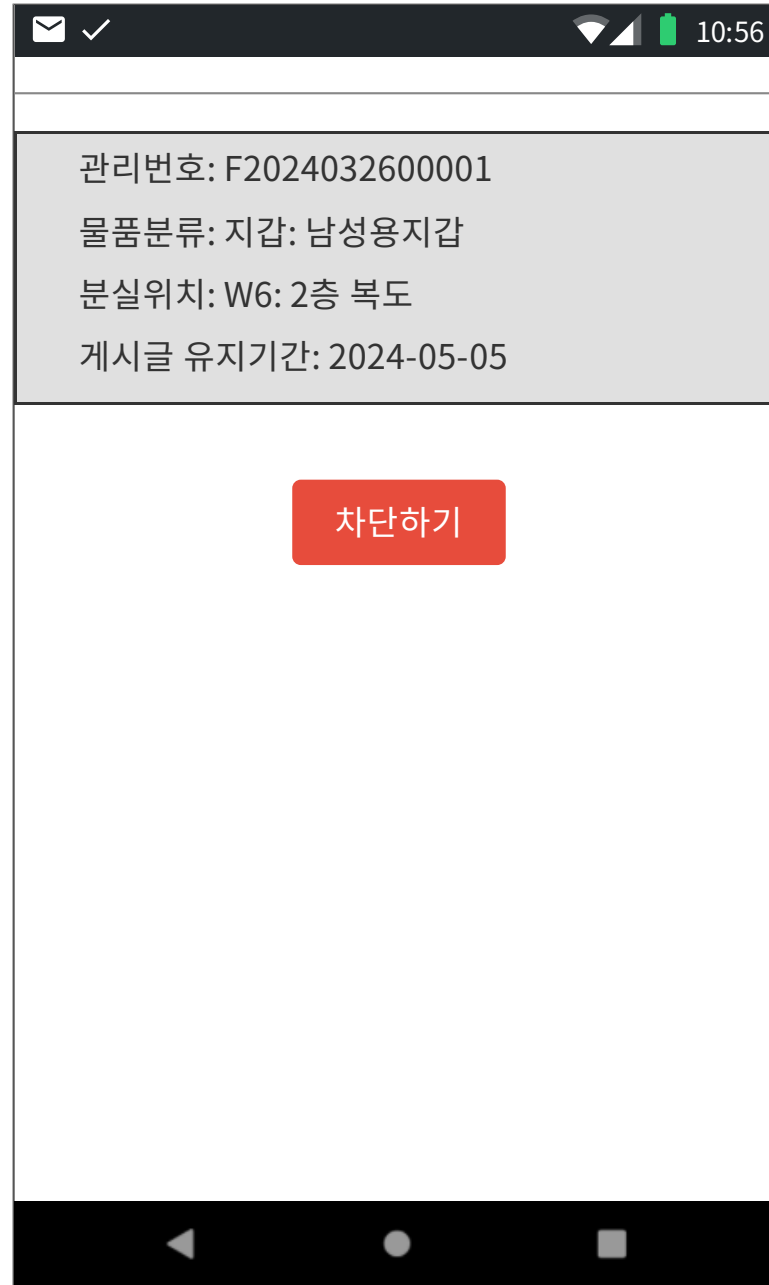 10:56
관리번호: F2024032600001
물품분류: 지갑: 남성용지갑
분실위치: W6: 2층 복도
게시글 유지기간: 2024-05-05
차단하기